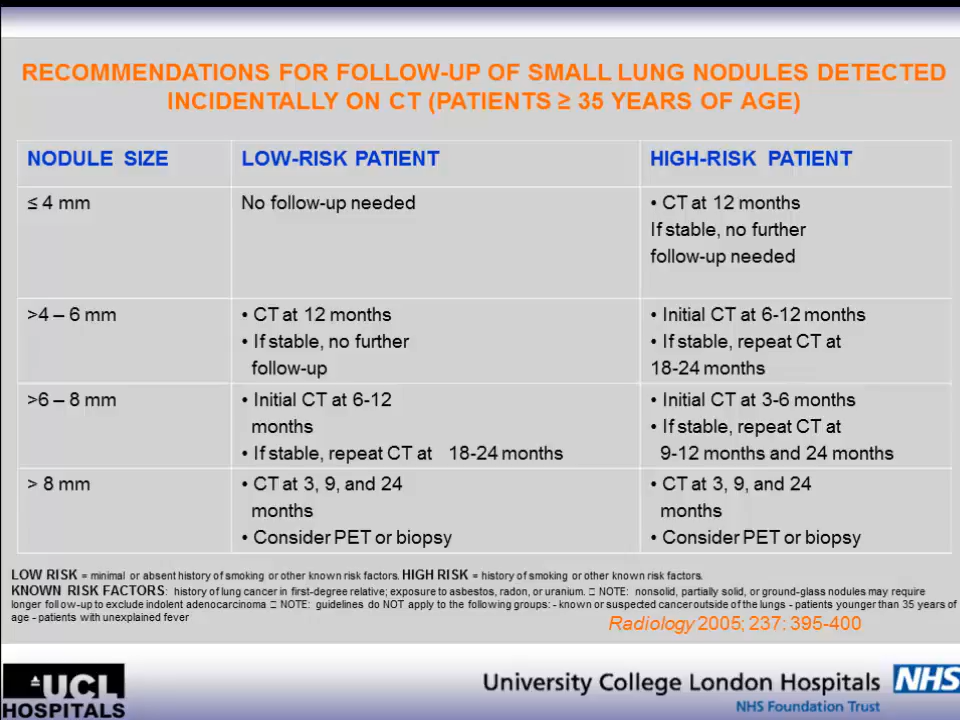 RECOMMENDATIONS FOR FOLLOW-UP OF SMALL LUNG NODULES DETECTED
INCIDENTALLY ON CT (PATIENTS ≥ 35 YEARS OF AGE)
NODULE SIZE
LOW-RISK PATIENT
HIGH-RISK PATIENT
≤ 4 mm
No follow-up needed
• CT at 12 months
If stable, no further
follow-up needed
>4 – 6 mm
• CT at 12 months
• If stable, no further
follow-up
• Initial CT at 6-12 months
• If stable, repeat CT at
18-24 months
>6 – 8 mm
• Initial CT at 6-12
months
• If stable, repeat CT at 18-24 months
• Initial CT at 3-6 months
• If stable, repeat CT at
9-12 months and 24 months
> 8 mm
• CT at 3, 9, and 24
months
• Consider PET or biopsy
• CT at 3, 9, and 24
months
• Consider PET or biopsy
LOW RISK = minimal or absent history of smoking or other known risk factors. HIGH RISK = history of smoking or other known risk factors.
KNOWN RISK FACTORS: history of lung cancer in first-degree relative; exposure to asbestos, radon, or uranium. □ NOTE: nonsolid, partially solid, or ground-glass nodules may require
longer follow-up to exclude indolent adenocarcinoma □ NOTE: guidelines do NOT apply to the following groups: - known or suspected cancer outside of the lungs - patients younger than 35 years of
age - patients with unexplained fever
Radiology 2005; 237: 395-400
UCL
HOSPITALS
University College London Hospitals NHS
NHS Foundation Trust